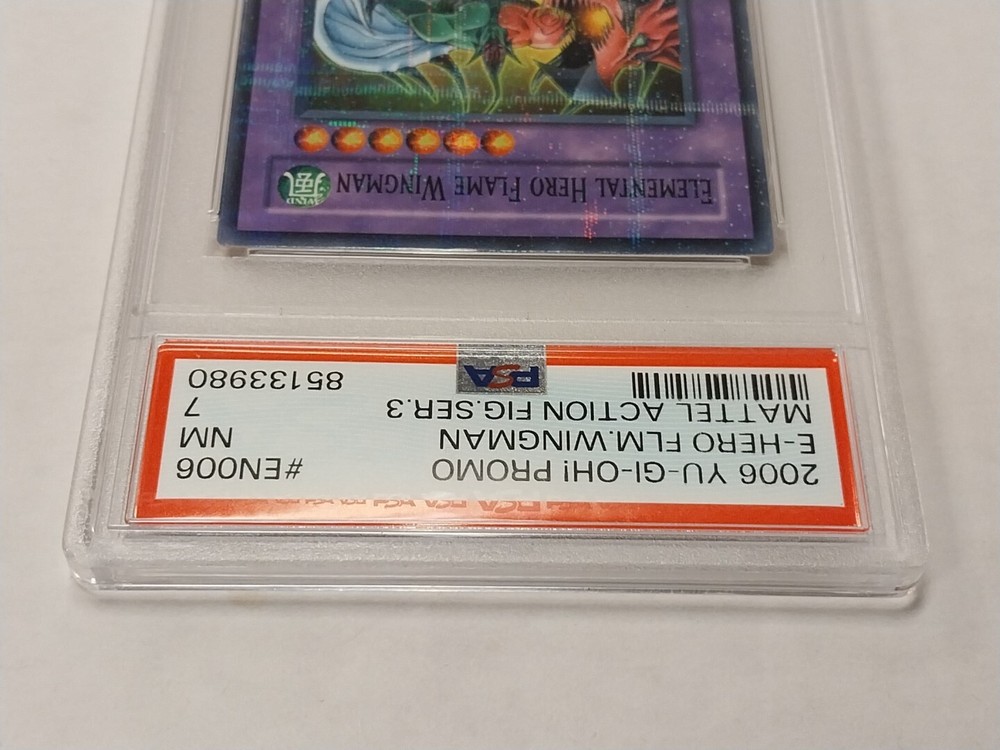 2006 YU-GI-OH! PROMO #EN006
E-HERO FLM.WINGMAN NM
MATTEL ACTION FIG.SER.3 7
PSA 85133980
ELEMENTAL HERO FLAME WINGMAN
風
WIND